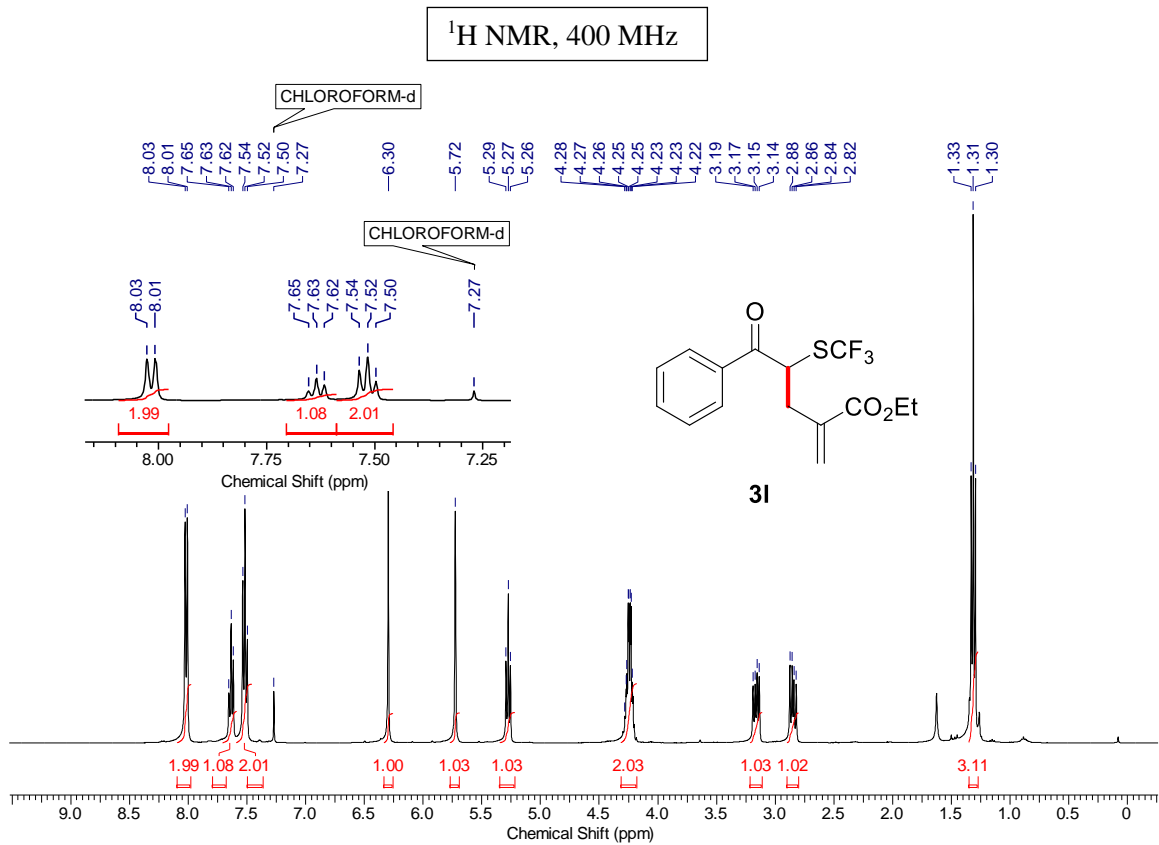 ¹H NMR, 400 MHz
CHLOROFORM-d
8.03 8.01 7.65 7.63 7.62 7.54 7.52 7.50 7.27 6.30 5.72 5.29 5.27 5.26 4.28 4.27 4.26 4.25 4.25 4.23 4.23 4.22 3.19 3.17 3.15 3.14 2.88 2.86 2.84 2.82 1.33 1.31 1.30
CHLOROFORM-d
8.03 8.01 7.65 7.63 7.62 7.54 7.52 7.50 7.27
1.99 1.08 2.01
8.00 7.75 7.50 7.25
Chemical Shift (ppm)
O
SCF₃
CO₂Et
3l
1.99 1.08 2.01 1.00 1.03 1.03 2.03 1.03 1.02 3.11
9.0 8.5 8.0 7.5 7.0 6.5 6.0 5.5 5.0 4.5 4.0 3.5 3.0 2.5 2.0 1.5 1.0 0.5 0
Chemical Shift (ppm)